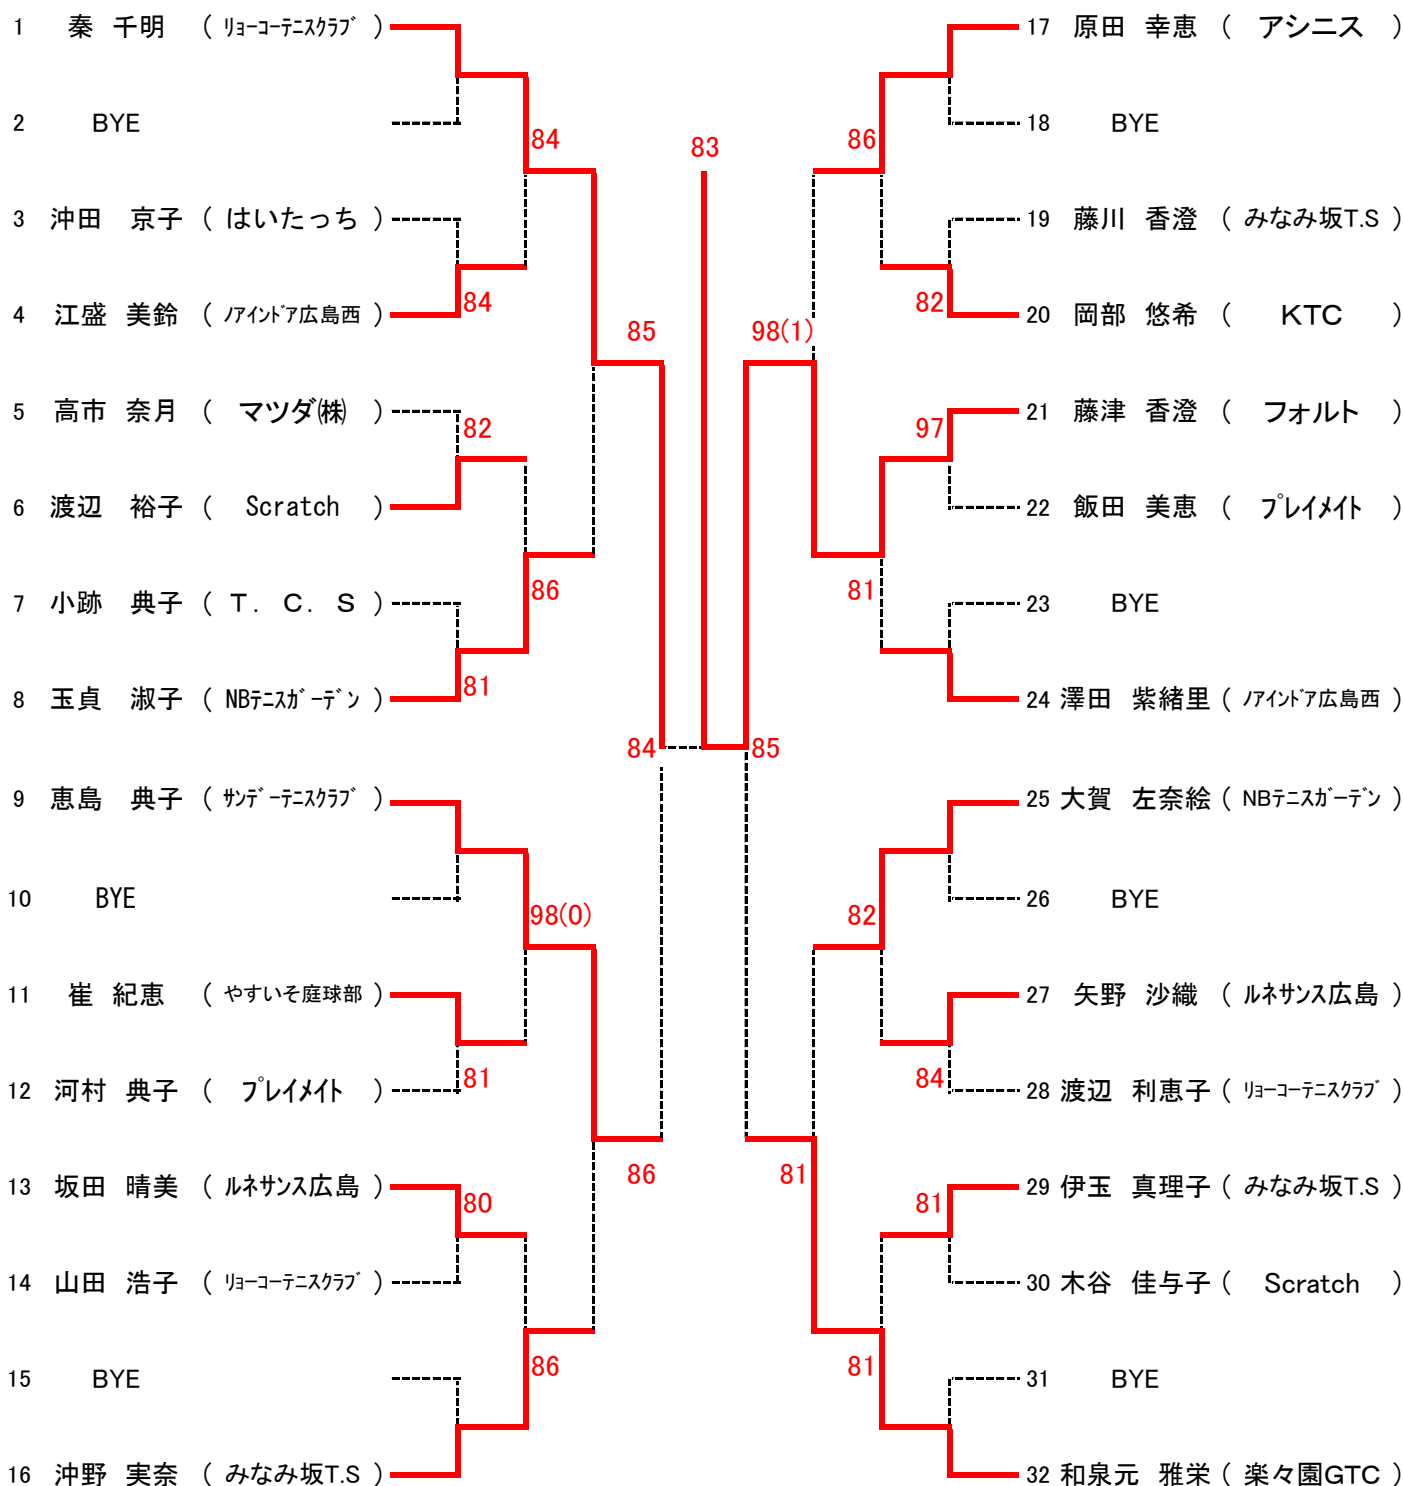 1 秦 千明 ( ﾘｮｰｺｰﾃﾆｽｸﾗﾌﾞ )
2 BYE
84
3 沖田 京子 ( はいたっち )
4 江盛 美鈴 ( ﾉｱｲﾝﾄﾞｱ広島西 )
84
85
5 高市 奈月 ( マツダ㈱ )
82
6 渡辺 裕子 ( Scratch )
7 小跡 典子 ( T. C. S )
86
8 玉貞 淑子 ( NBﾃﾆｽｶﾞｰﾃﾞﾝ )
81
84
9 恵島 典子 ( ｻﾝﾃﾞｰﾃﾆｽｸﾗﾌﾞ )
10 BYE
98(0)
11 崔 紀恵 ( やすいそ庭球部 )
12 河村 典子 ( ﾌﾟﾚｲﾒｲﾄ )
81
86
13 坂田 晴美 ( ﾙﾈｻﾝｽ広島 )
80
14 山田 浩子 ( ﾘｮｰｺｰﾃﾆｽｸﾗﾌﾞ )
15 BYE
86
16 沖野 実奈 ( みなみ坂T.S )
83
17 原田 幸恵 ( アシニス )
18 BYE
86
19 藤川 香澄 ( みなみ坂T.S )
20 岡部 悠希 ( KTC )
82
98(1)
21 藤津 香澄 ( フォルト )
97
22 飯田 美恵 ( ﾌﾟﾚｲﾒｲﾄ )
23 BYE
81
24 澤田 紫緒里 ( ﾉｱｲﾝﾄﾞｱ広島西 )
85
25 大賀 左奈絵 ( NBﾃﾆｽｶﾞｰﾃﾞﾝ )
26 BYE
82
27 矢野 沙織 ( ﾙﾈｻﾝｽ広島 )
28 渡辺 利恵子 ( ﾘｮｰｺｰﾃﾆｽｸﾗﾌﾞ )
84
81
29 伊玉 真理子 ( みなみ坂T.S )
81
30 木谷 佳与子 ( Scratch )
31 BYE
81
32 和泉元 雅栄 ( 楽々園GTC )